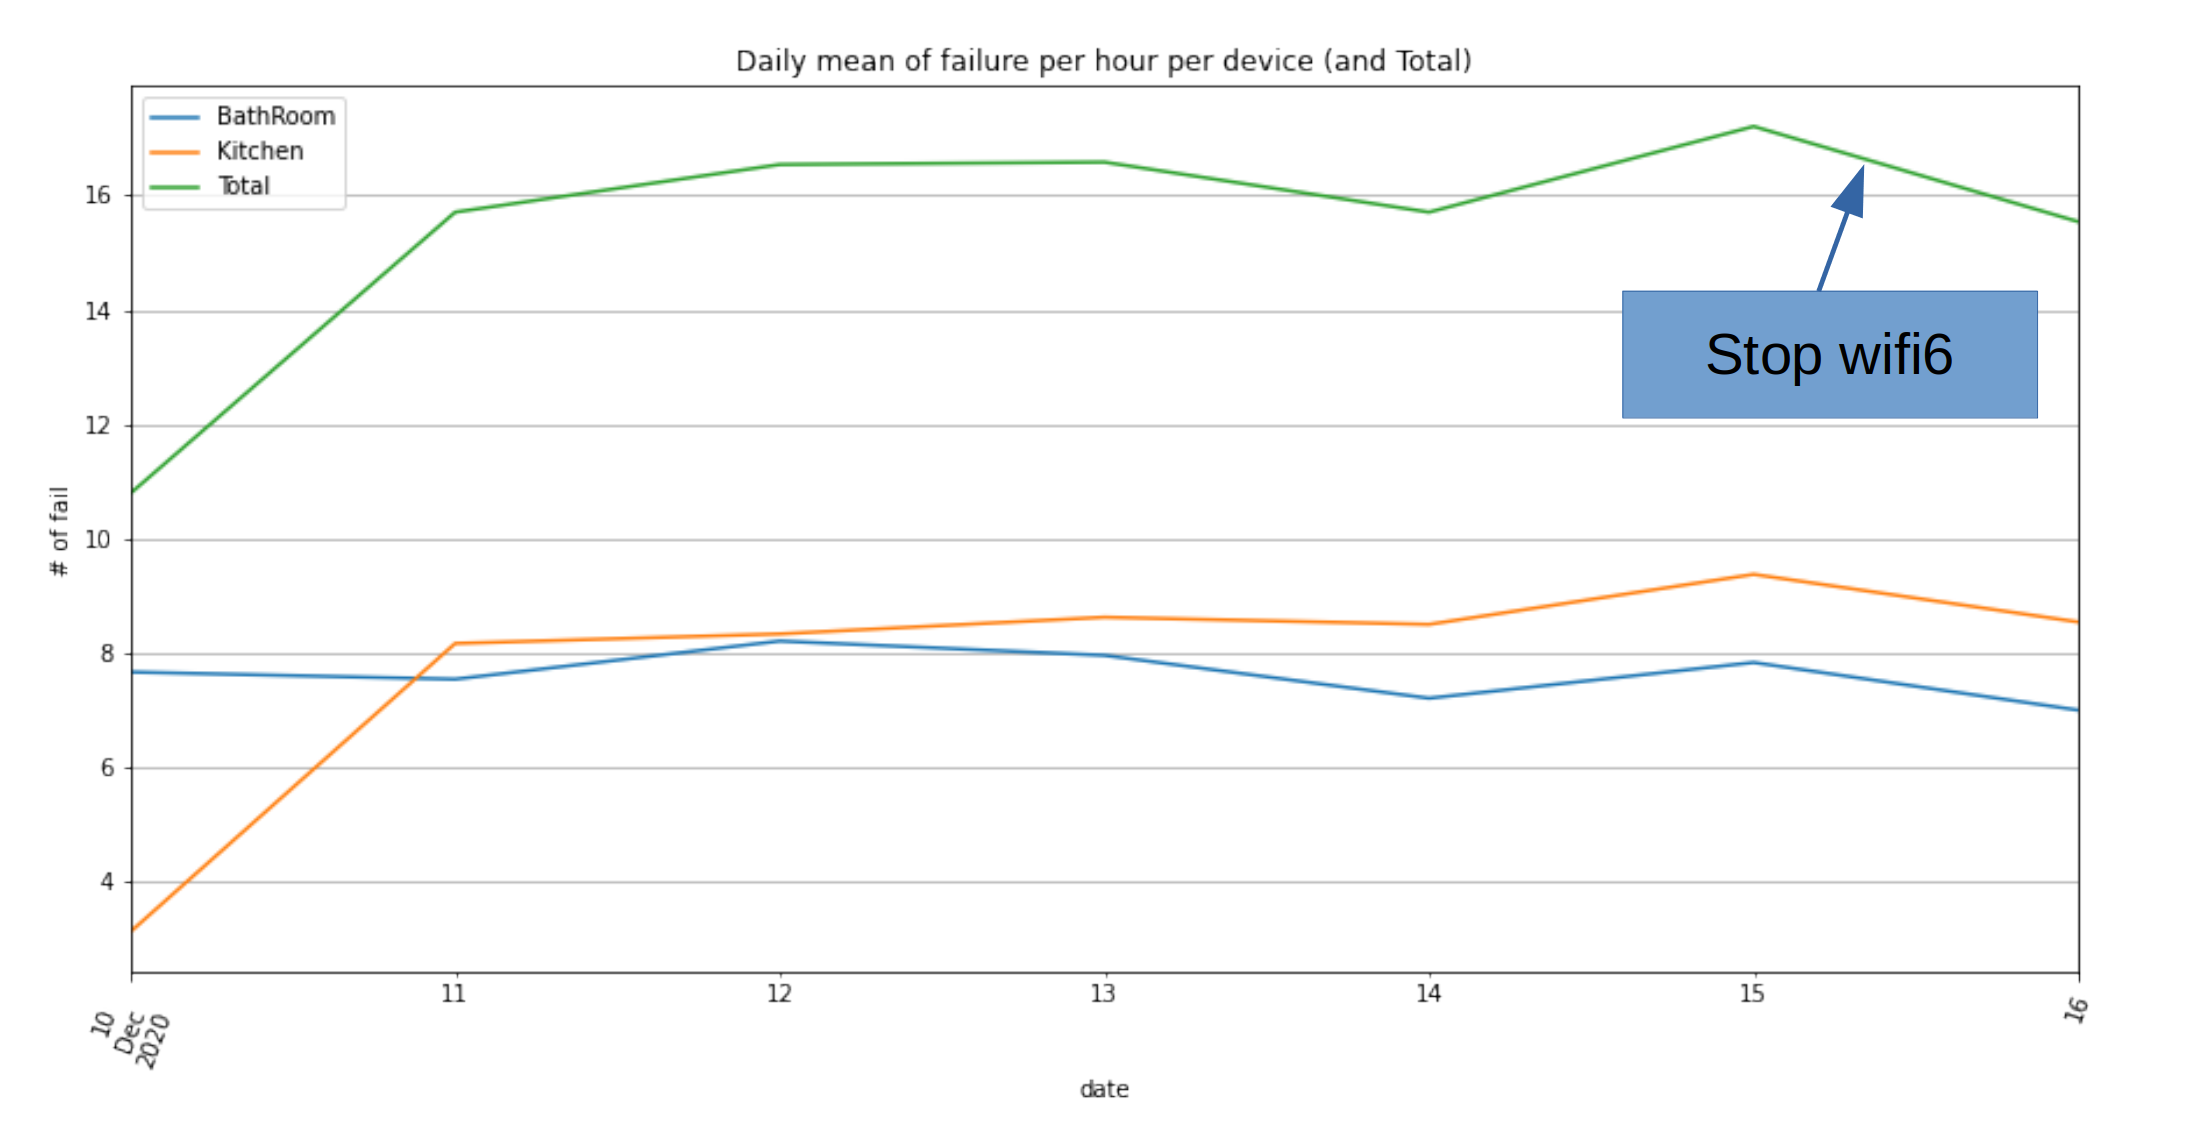 Daily mean of failure per hour per device (and Total)
BathRoom
Kitchen
Total
16
14
12
10
8
6
4
# of fail
Stop wifi6
10
Dec
2020
11
12
13
14
15
16
date